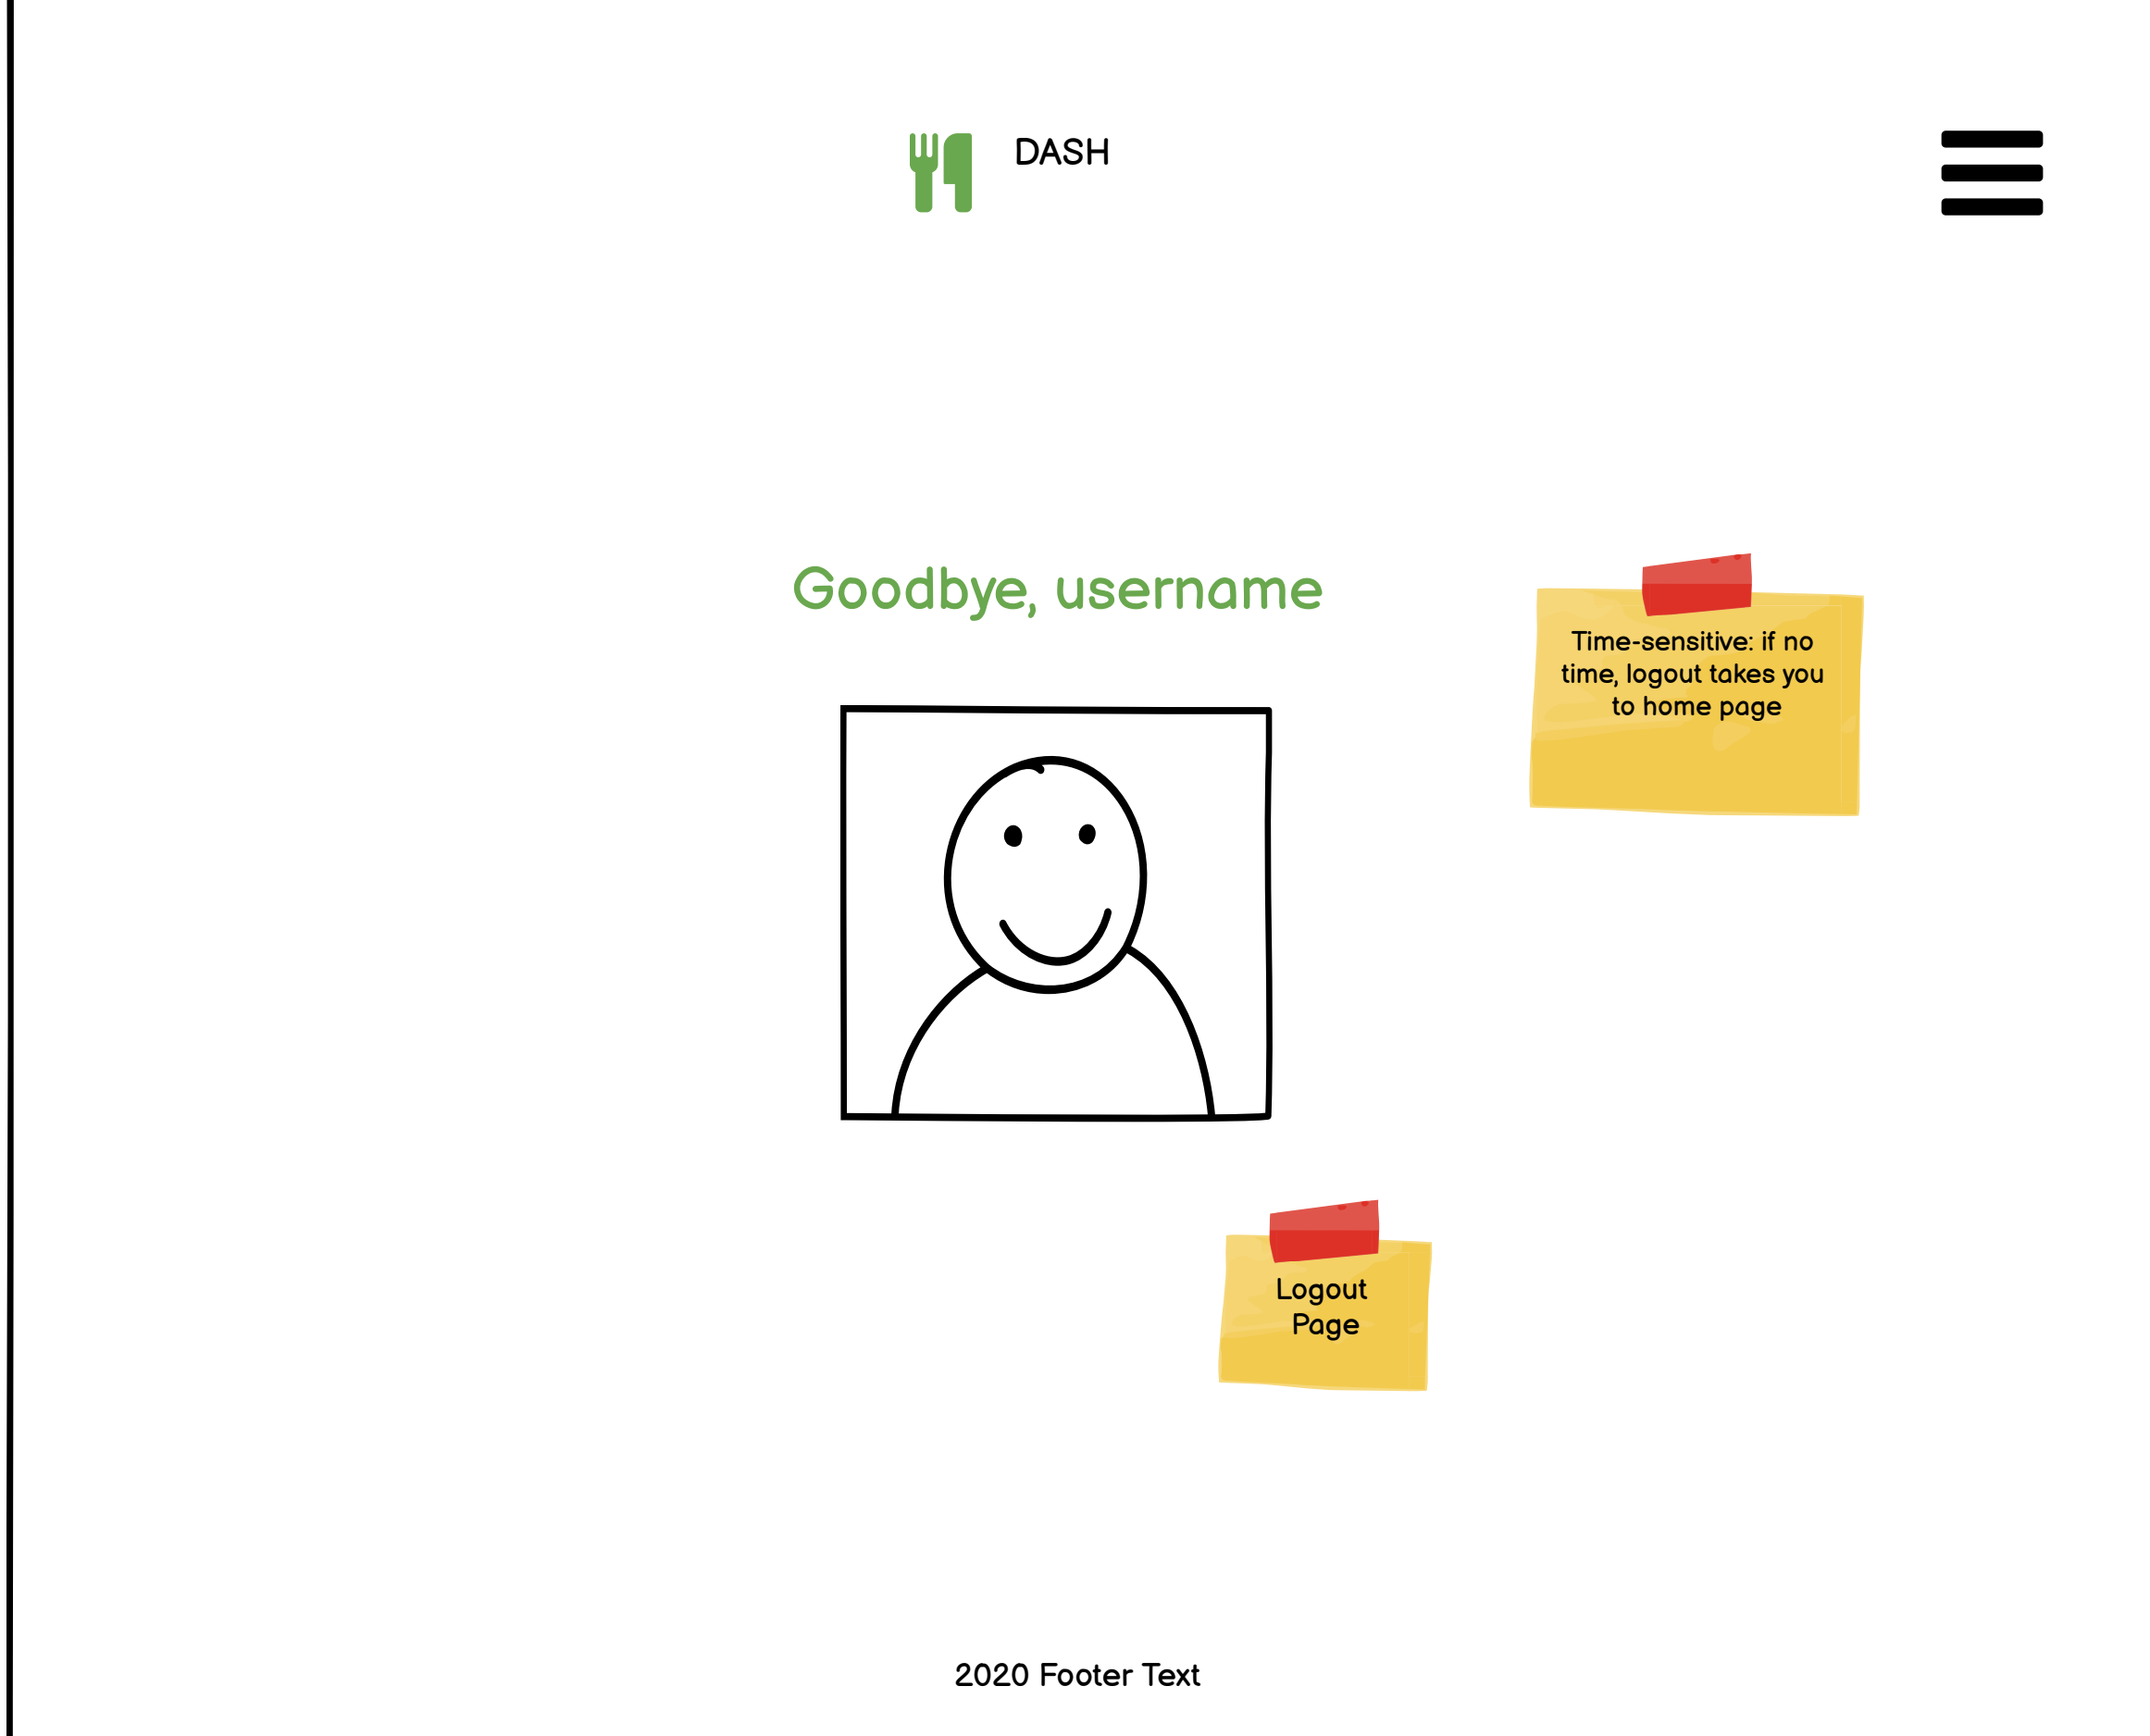 DASH
Goodbye, username
Time-sensitive: if no
time, logout takes you
to home page
Logout
Page
2020 Footer Text